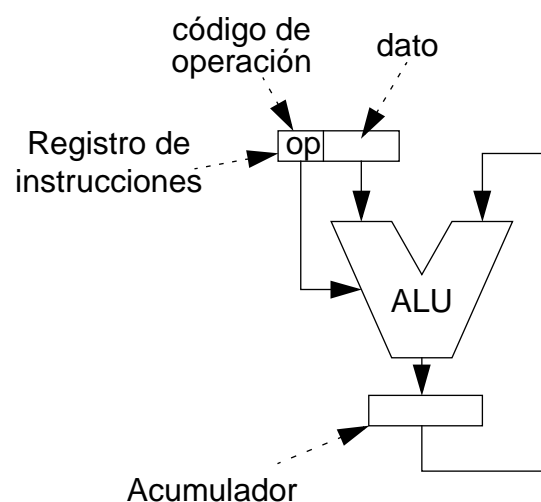 código de
operación
dato
Registro de
instrucciones
op
ALU
Acumulador